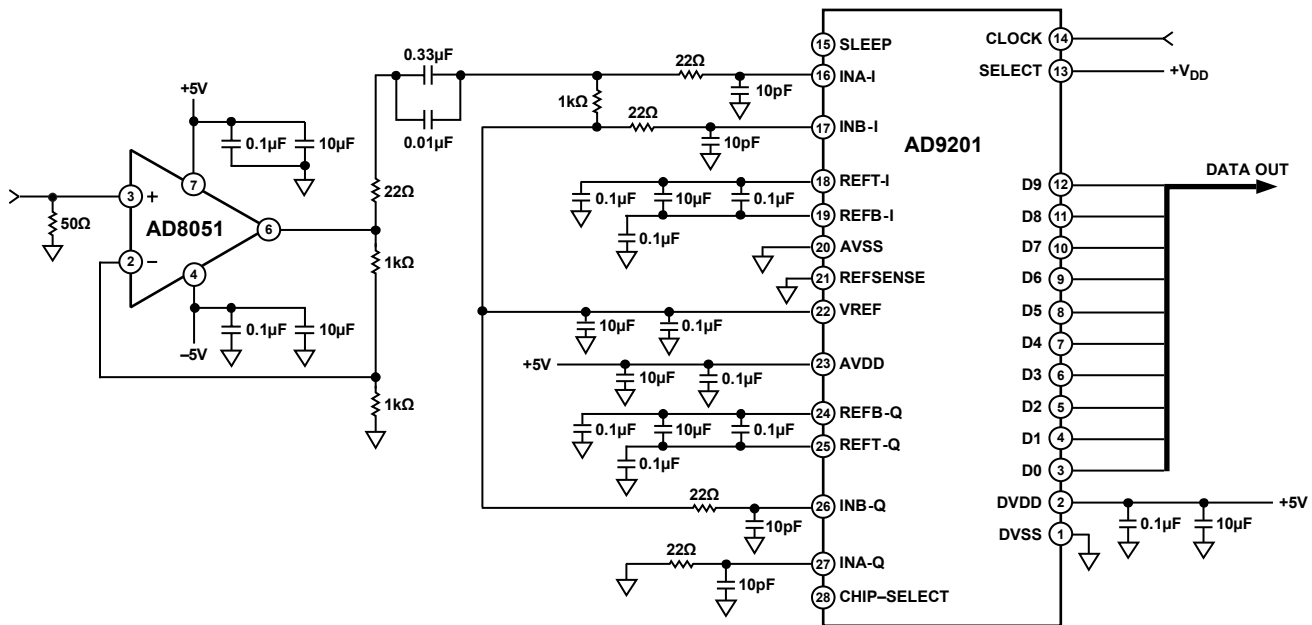 +5V
0.1µF
10µF
3
+
7
50Ω
AD8051
6
2
–
4
0.1µF
10µF
–5V
22Ω
1kΩ
1kΩ
0.33µF
0.01µF
1kΩ
22Ω
10pF
22Ω
10pF
0.1µF
10µF
0.1µF
0.1µF
10µF
0.1µF
+5V
10µF
0.1µF
0.1µF
10µF
0.1µF
0.1µF
22Ω
10pF
22Ω
10pF
15 SLEEP
16 INA-I
17 INB-I
18 REFT-I
19 REFB-I
20 AVSS
21 REFSENSE
22 VREF
23 AVDD
24 REFB-Q
25 REFT-Q
26 INB-Q
27 INA-Q
28 CHIP–SELECT
AD9201
CLOCK 14
SELECT 13
+VDD
DATA OUT
D9 12
D8 11
D7 10
D6 9
D5 8
D4 7
D3 6
D2 5
D1 4
D0 3
DVDD 2
+5V
DVSS 1
0.1µF
10µF